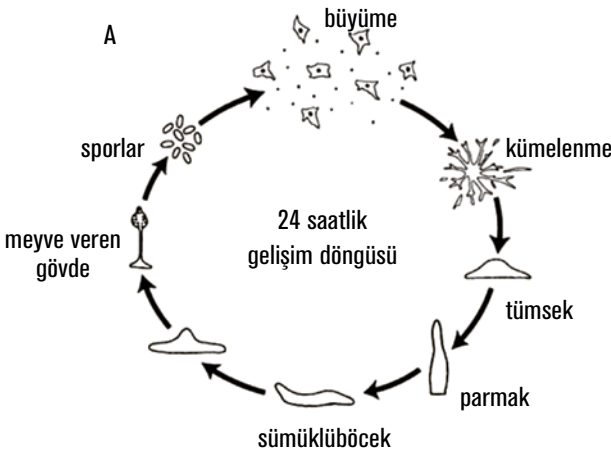 A
büyüme
sporlar
kümelenme
24 saatlik
gelişim döngüsü
meyve veren
gövde
tümsek
parmak
sümüklüböcek